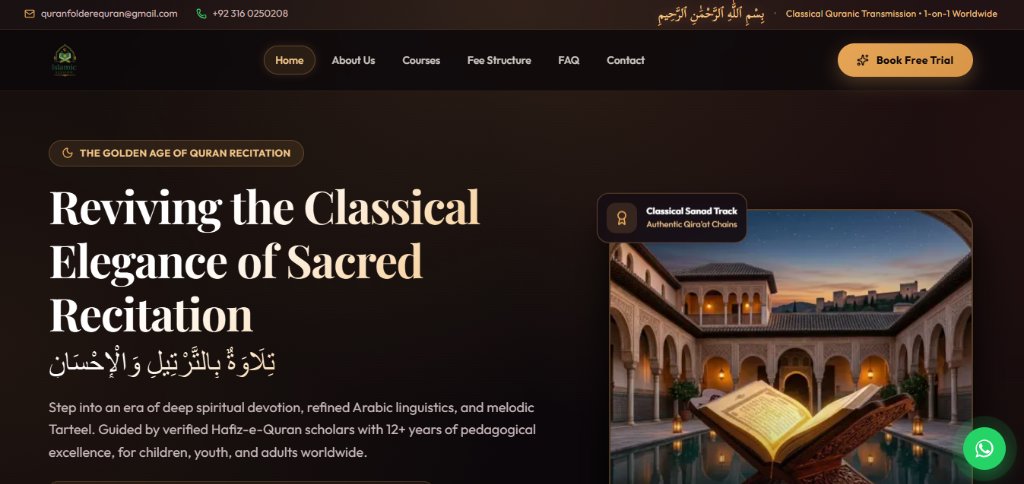 quranfolderequran@gmail.com
+92 316 0250208
بِسْمِ اللَّهِ الرَّحْمَٰنِ الرَّحِيمِ
Classical Quranic Transmission • 1-on-1 Worldwide
Islamic
Home
About Us
Courses
Fee Structure
FAQ
Contact
Book Free Trial
THE GOLDEN AGE OF QURAN RECITATION
Reviving the Classical
Elegance of Sacred
Recitation
تِلَاوَةٌ بِالتَّرْتِيلِ وَالْإِحْسَانِ
Step into an era of deep spiritual devotion, refined Arabic linguistics, and melodic
Tarteel. Guided by verified Hafiz-e-Quran scholars with 12+ years of pedagogical
excellence, for children, youth, and adults worldwide.
Classical Sanad Track
Authentic Qira'at Chains